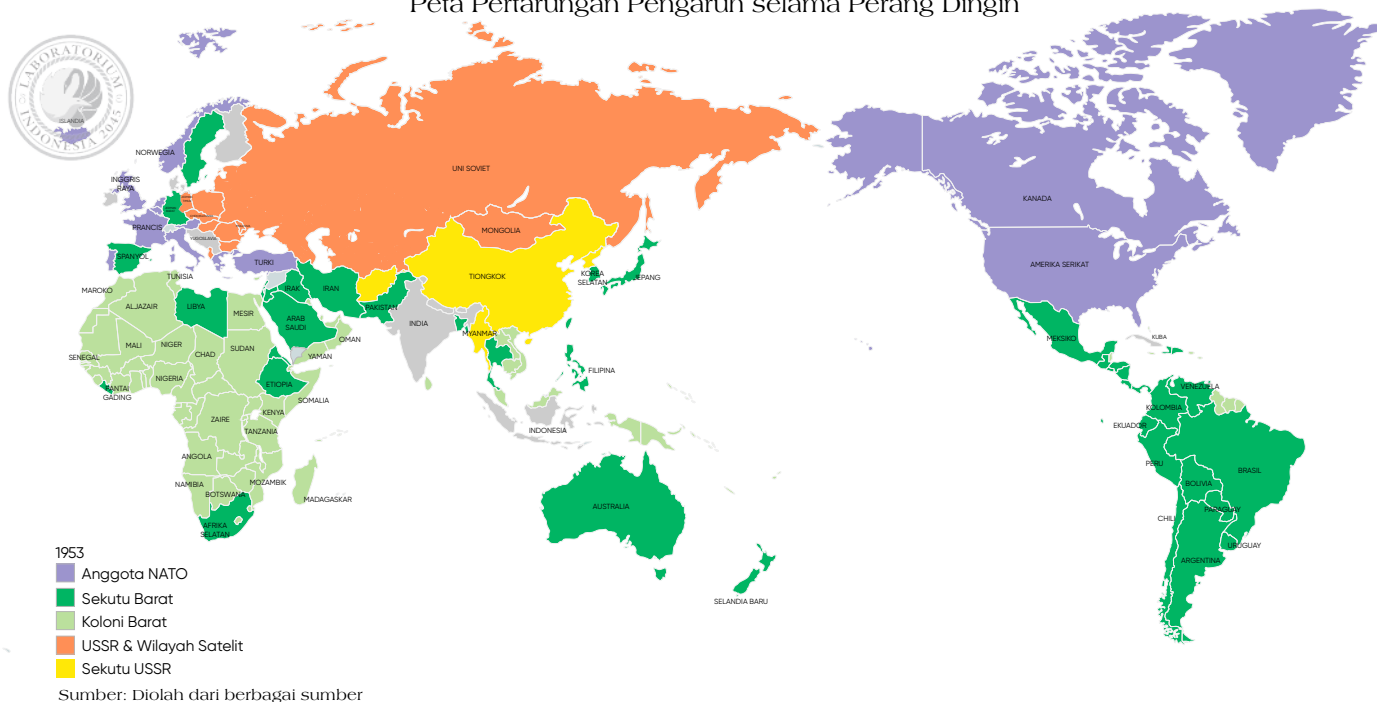 Peta Pertarungan Pengaruh selama Perang Dingin
LABORATORIUM
INDONESIA 2045
ISLANDIA
NORWEGIA
INGGRIS
RAYA
UNI SOVIET
KANADA
PRANCIS
YUGOSLAVIA
MONGOLIA
SPANYOL
TURKI
AMERIKA SERIKAT
TUNISIA
TIONGKOK
KOREA
SELATAN
JEPANG
MAROKO
ALJAZAIR
LIBYA
MESIR
IRAK
IRAN
PAKISTAN
ARAB
SAUDI
INDIA
MYANMAR
OMAN
YAMAN
MEKSIKO
KUBA
SENEGAL
MALI
NIGER
CHAD
SUDAN
FILIPINA
NIGERIA
ETIOPIA
PANTAI
GADING
SOMALIA
VENEZUELA
KOLOMBIA
EKUADOR
ZAIRE
KENYA
TANZANIA
INDONESIA
ANGOLA
PERU
BRASIL
NAMIBIA
BOTSWANA
MOZAMBIK
MADAGASKAR
BOLIVIA
AUSTRALIA
CHILI
PARAGUAY
AFRIKA
SELATAN
URUGUAY
ARGENTINA
SELANDIA BARU
1953
Anggota NATO
Sekutu Barat
Koloni Barat
USSR & Wilayah Satelit
Sekutu USSR
Sumber: Diolah dari berbagai sumber